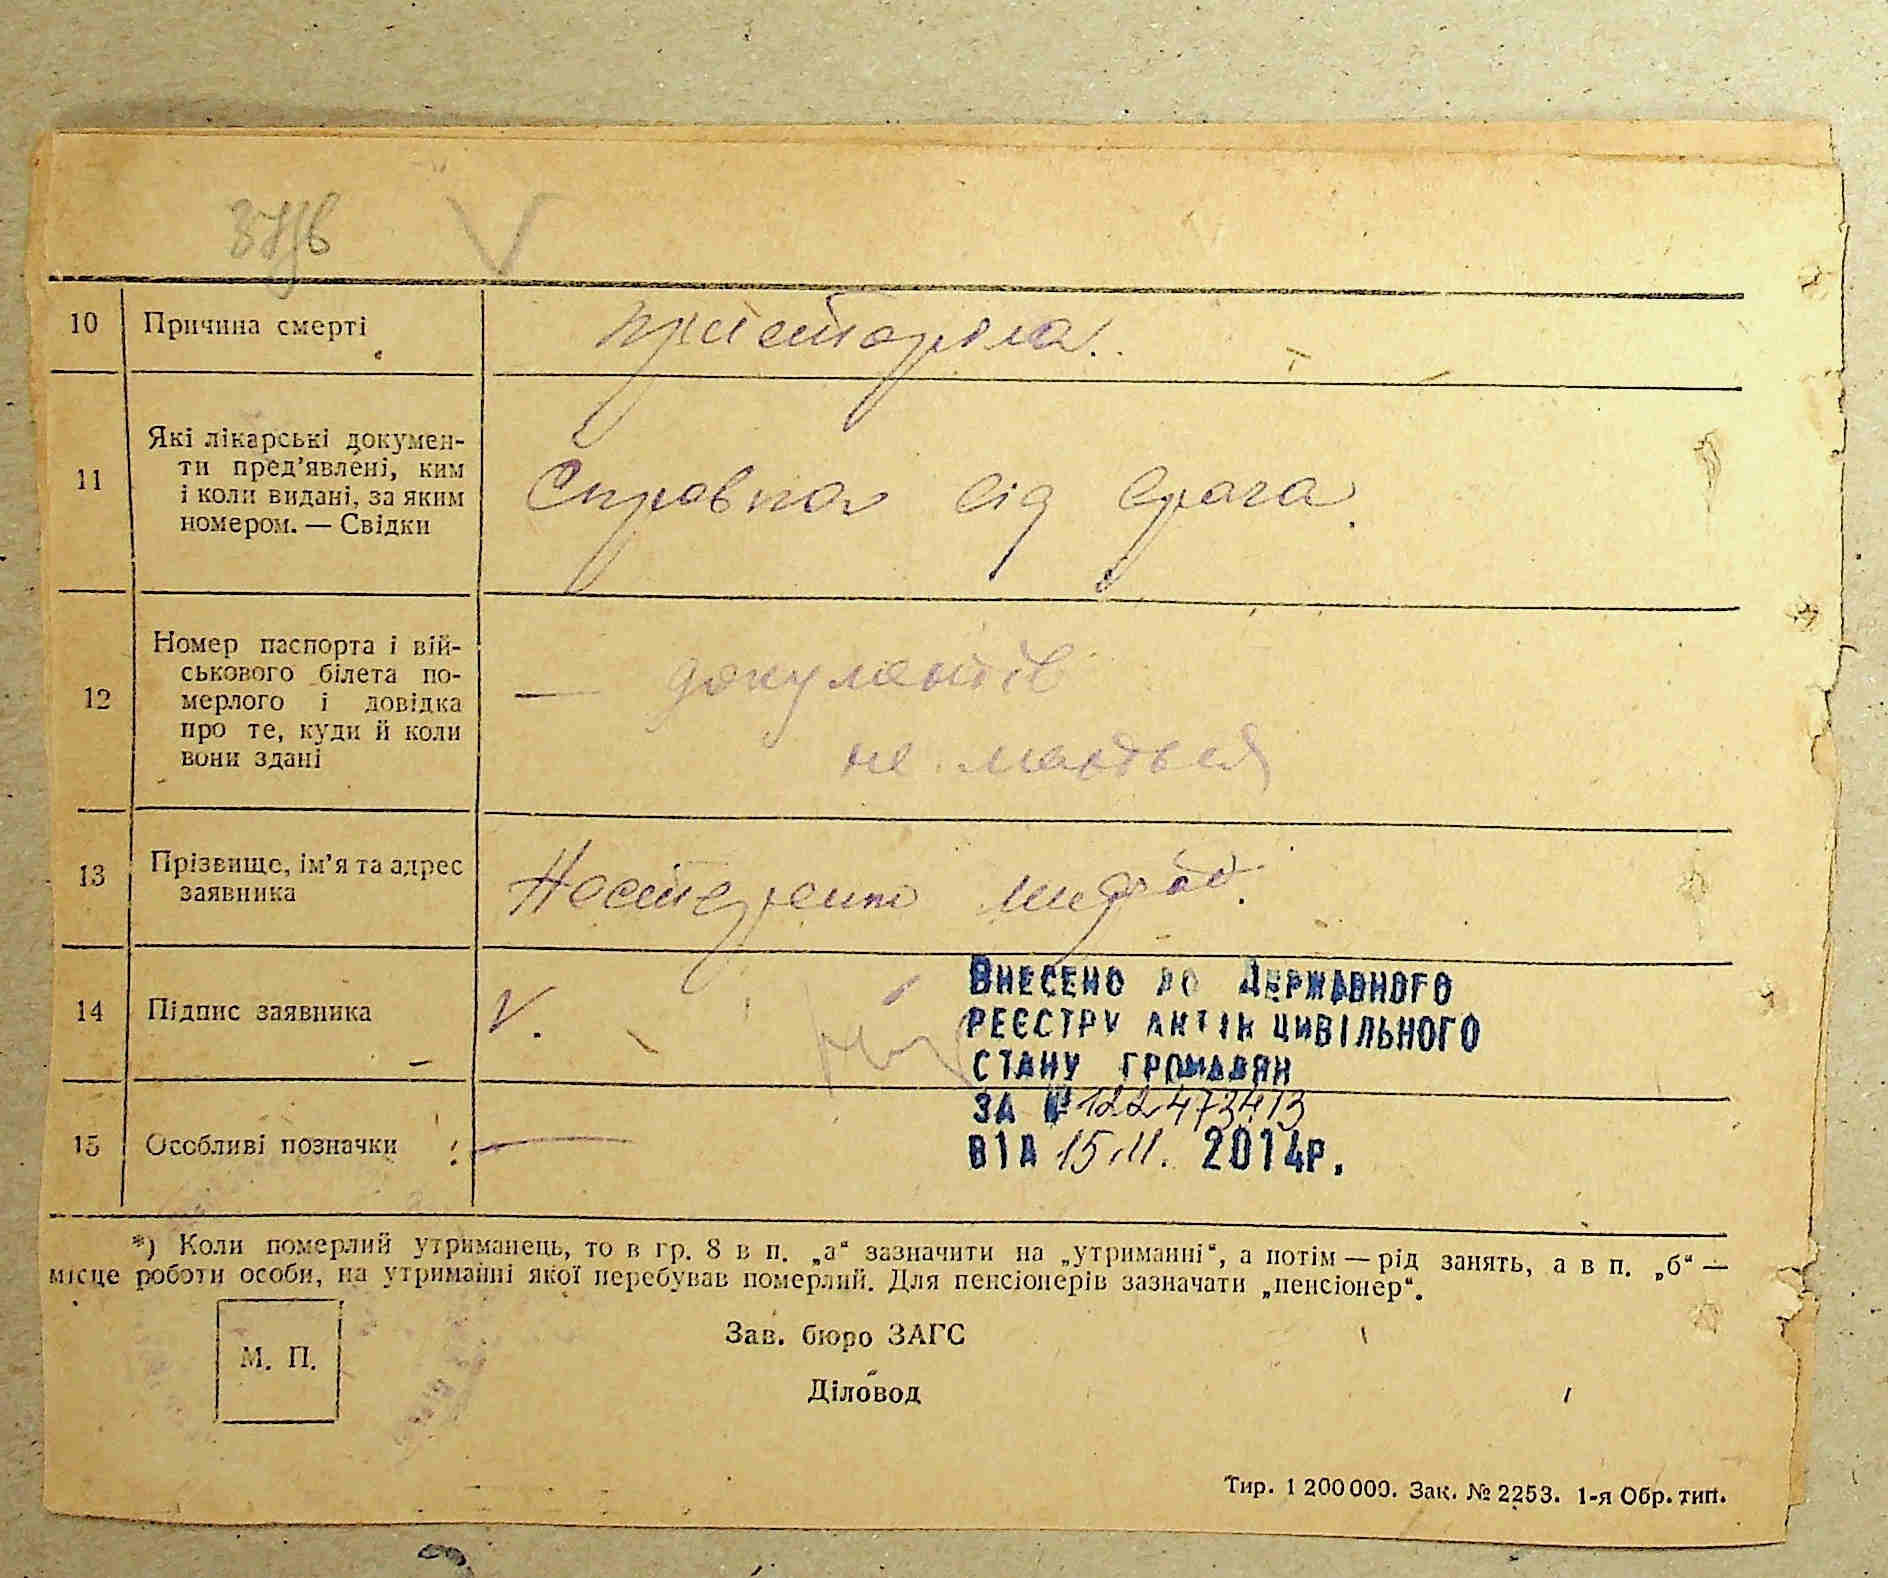 10 Причина смерті
пристаріла.
11 Які лікарські докумен-
ти пред'явлені, ким
і коли видані, за яким
номером. — Свідки
Справка від врача.
12 Номер паспорта і вій-
ськового білета по-
мерлого і довідка
про те, куди й коли
вони здані
— документів
не мається
13 Прізвище, ім'я та адрес
заявника
14 Підпис заявника
V.
ВНЕСЕНО ДО ДЕРЖАВНОГО
РЕЄСТРУ АКТІВ ЦИВІЛЬНОГО
СТАНУ ГРОМАДЯН
ЗА № 122473413
ВІД 15.11. 2014р.
15 Особливі позначки
—
*) Коли померлий утриманець, то в гр. 8 в п. „а“ зазначити на „утриманні“, а потім — рід занять, а в п. „б“ —
місце роботи особи, на утриманні якої перебував померлий. Для пенсіонерів зазначати „пенсіонер“.
М. П.
Зав. бюро ЗАГС
Діловод
Тир. 1 200 000. Зак. № 2253. 1-я Обр. тип.